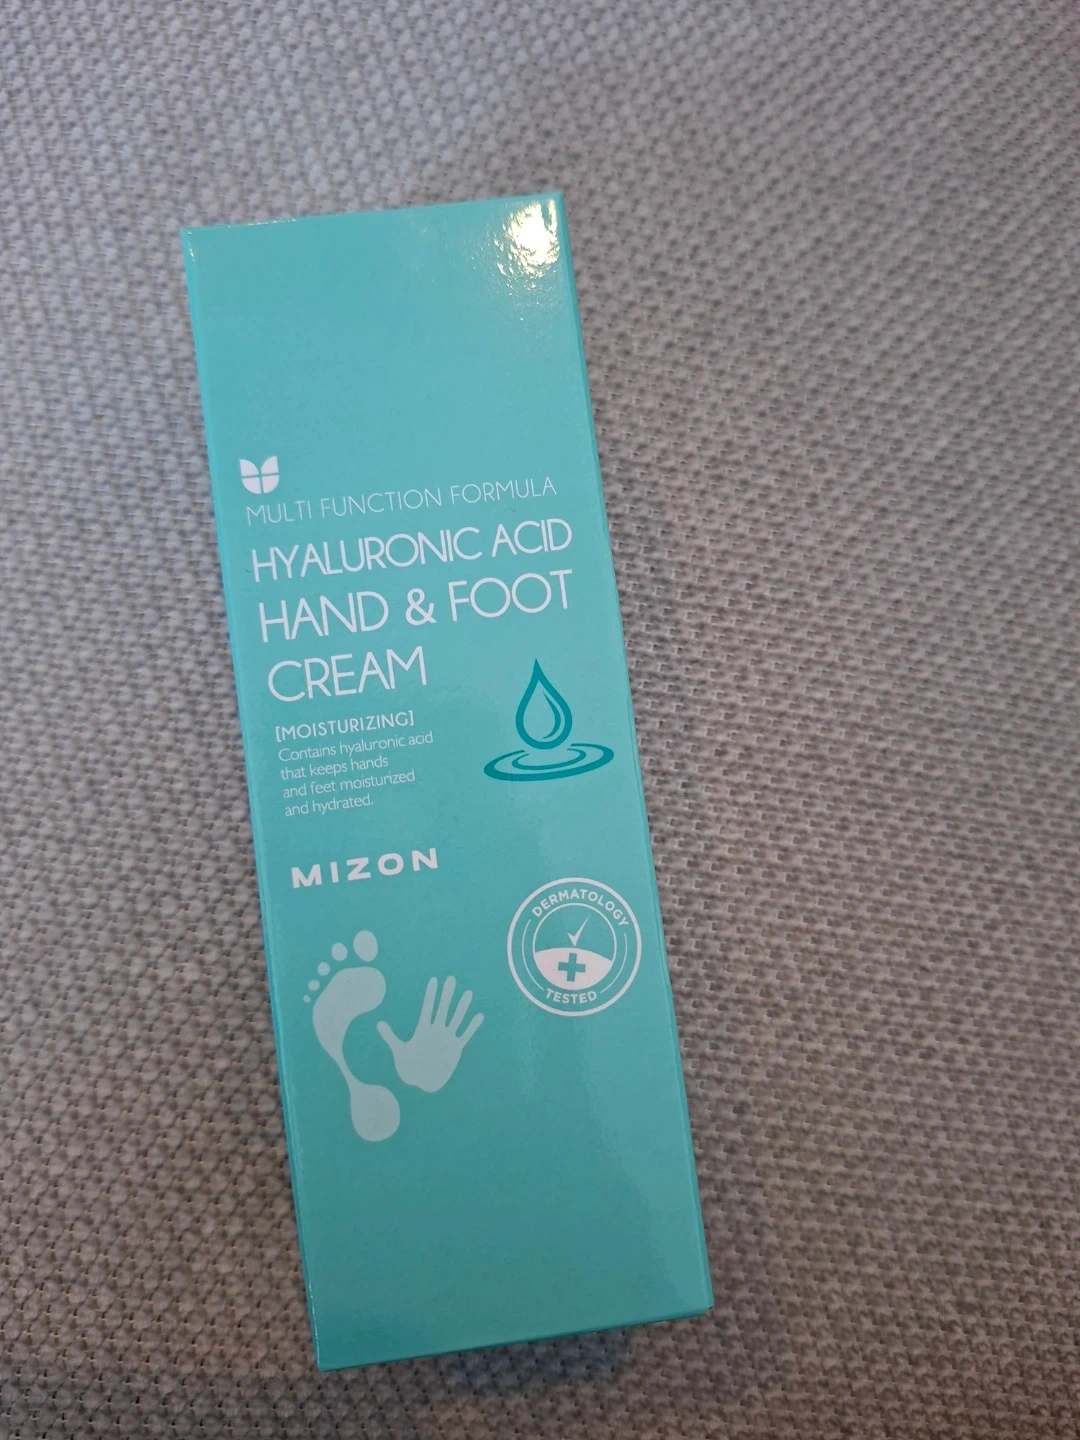 MULTI FUNCTION FORMULA
HYALURONIC ACID
HAND & FOOT
CREAM
[MOISTURIZING]
Contains hyaluronic acid
that keeps hands
and feet moisturized
and hydrated.
MIZON
DERMATOLOGY
TESTED